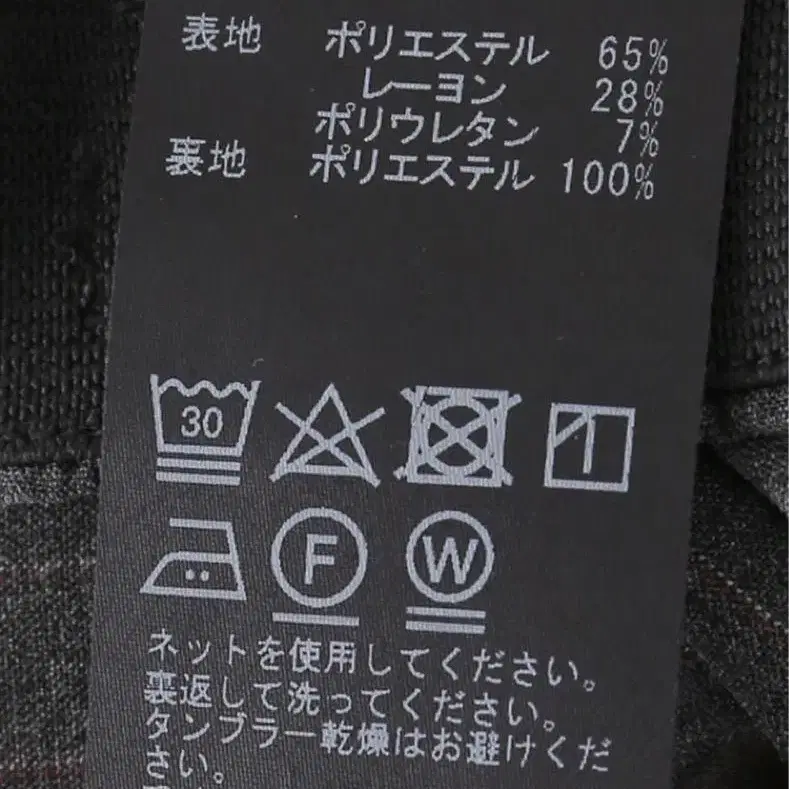 表地 ポリエステル 65%
レーヨン 28%
ポリウレタン 7%
裏地 ポリエステル 100%
30
F
W
ネットを使用してください。
裏返して洗ってください。
タンブラー乾燥はお避けくだ
さい。